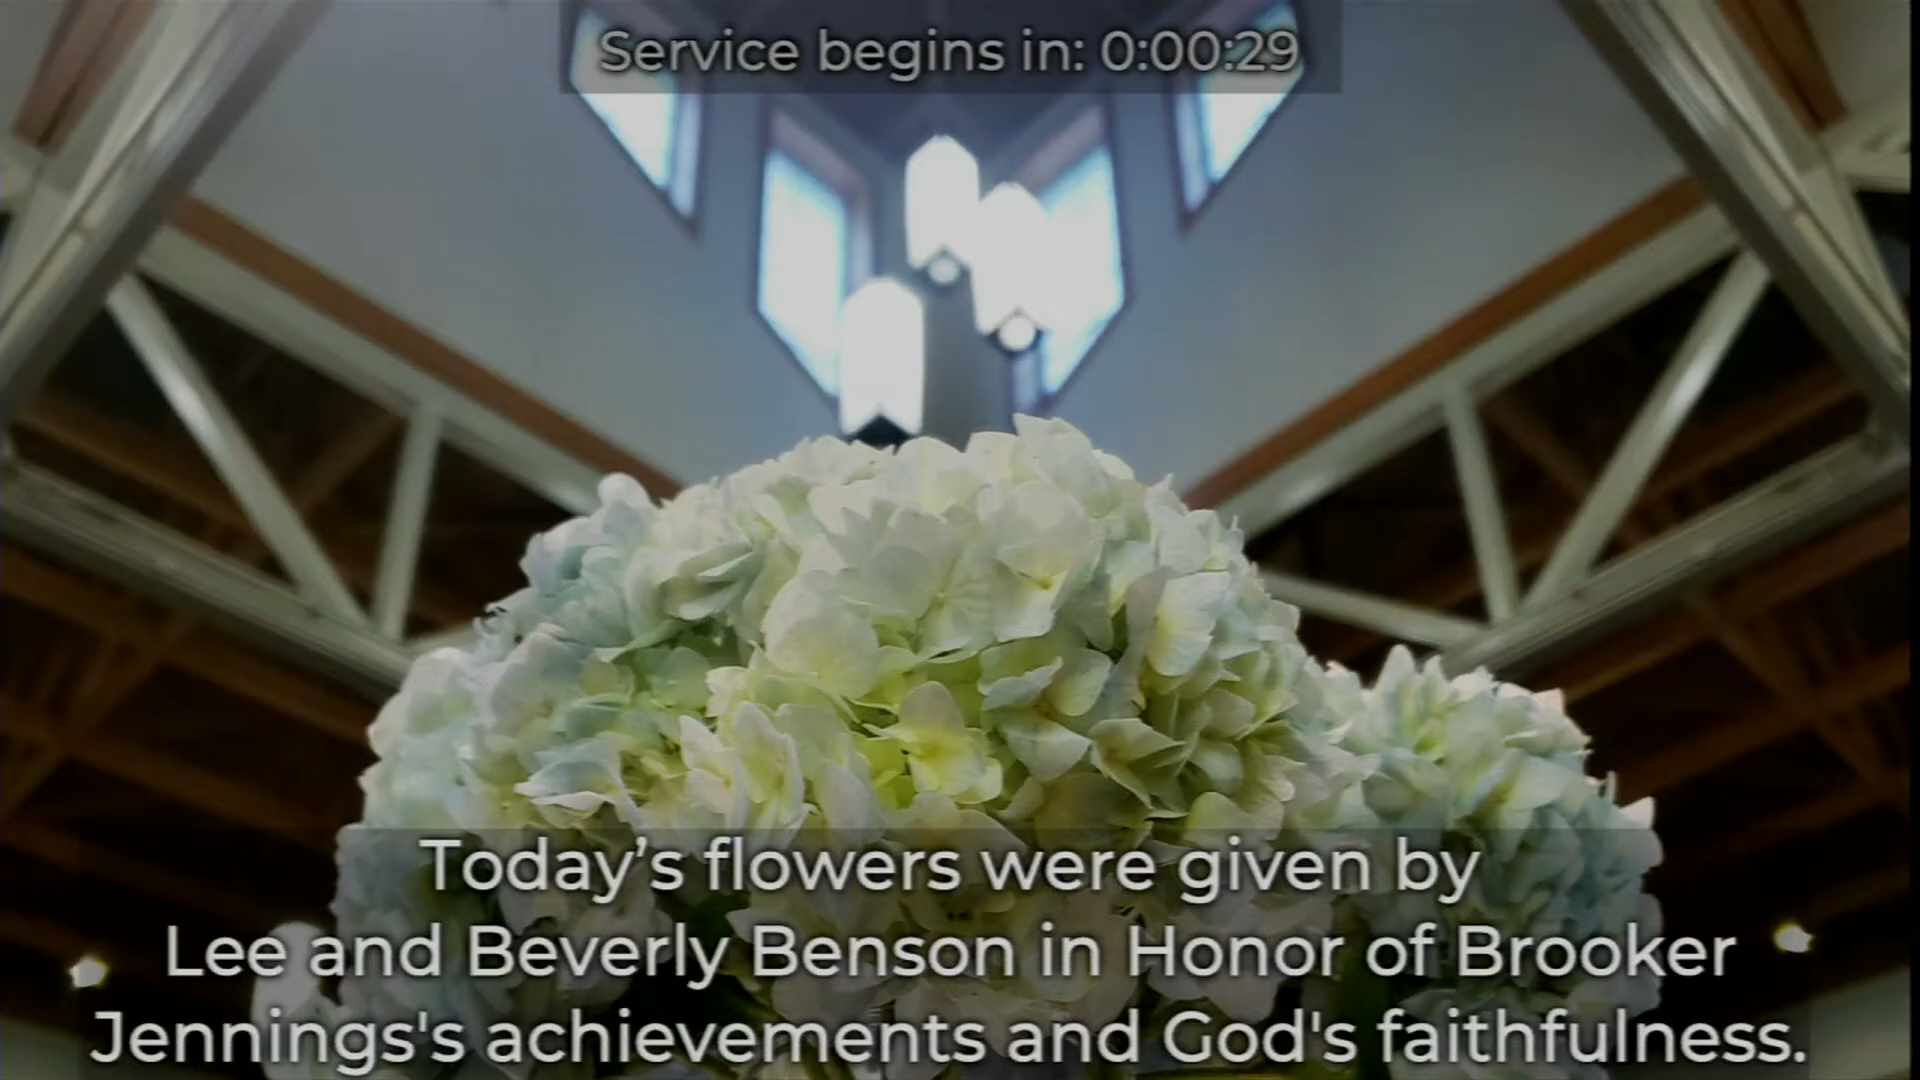 Service begins in: 0:00:29
Today’s flowers were given by
Lee and Beverly Benson in Honor of Brooker
Jennings's achievements and God's faithfulness.